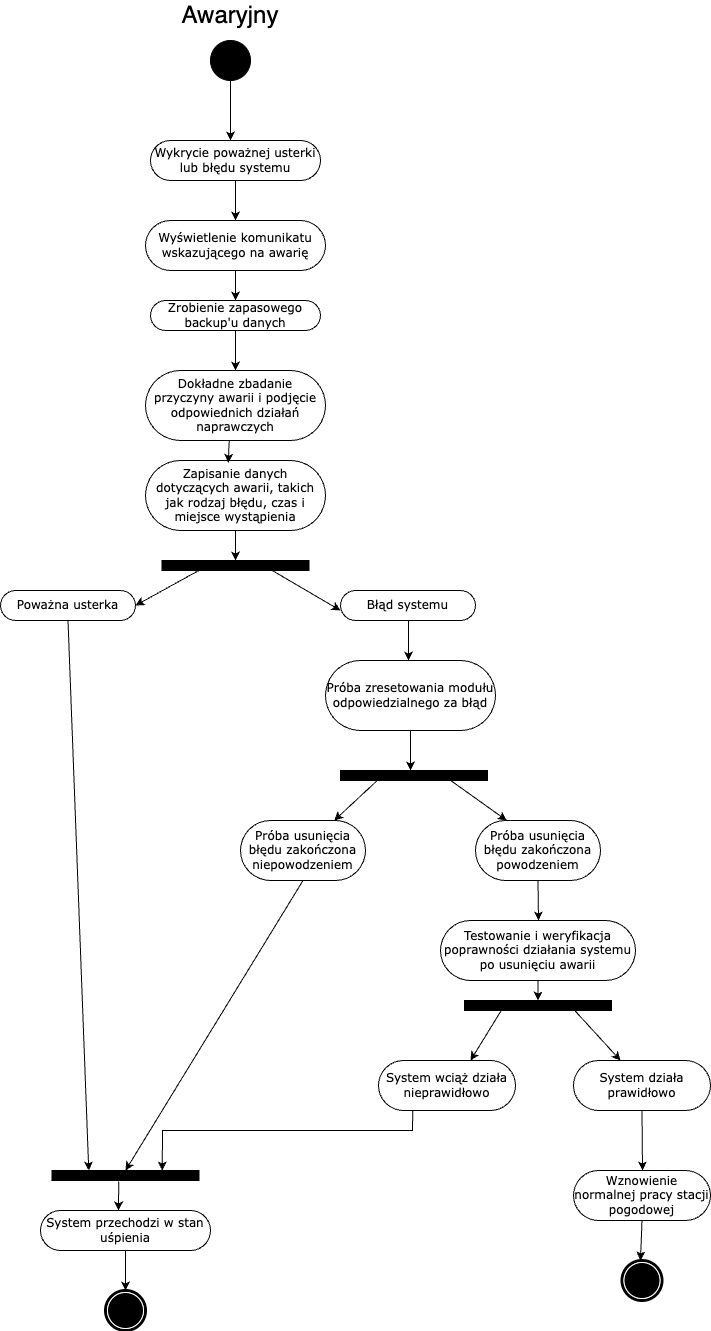 Awaryjny
Wykrycie poważnej usterki
lub błędu systemu
Wyświetlenie komunikatu
wskazującego na awarię
Zrobienie zapasowego
backup'u danych
Dokładne zbadanie
przyczyny awarii i podjęcie
odpowiednich działań
naprawczych
Zapisanie danych
dotyczących awarii, takich
jak rodzaj błędu, czas i
miejsce wystąpienia
Poważna usterka
Błąd systemu
Próba zresetowania modułu
odpowiedzialnego za błąd
Próba usunięcia
błędu zakończona
niepowodzeniem
Próba usunięcia
błędu zakończona
powodzeniem
Testowanie i weryfikacja
poprawności działania systemu
po usunięciu awarii
System wciąż działa
nieprawidłowo
System działa
prawidłowo
Wznowienie
normalnej pracy stacji
pogodowej
System przechodzi w stan
uśpienia